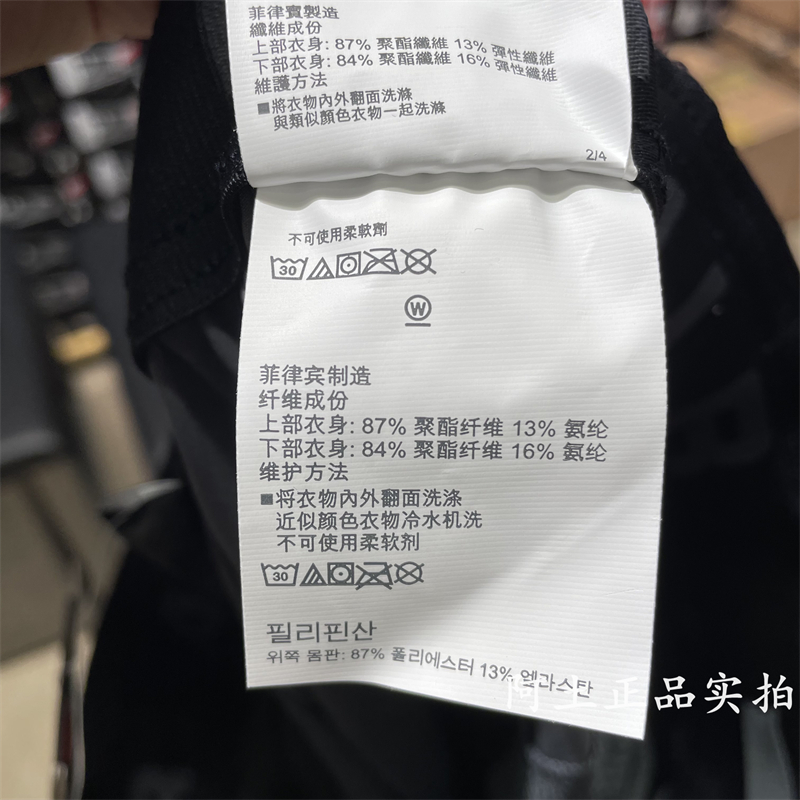 菲律賓製造
纖維成份
上部衣身: 87% 聚酯纖維 13% 彈性纖維
下部衣身: 84% 聚酯纖維 16% 彈性纖維
維護方法
■將衣物內外翻面洗滌
與類似顏色衣物一起洗滌
2/4
不可使用柔軟劑
30
W
菲律宾制造
纤维成份
上部衣身: 87% 聚酯纤维 13% 氨纶
下部衣身: 84% 聚酯纤维 16% 氨纶
维护方法
■将衣物內外翻面洗涤
近似颜色衣物冷水机洗
不可使用柔软剂
30
필리핀산
위쪽 몸판: 87% 폴리에스터 13% 엘라스탄
正品实拍